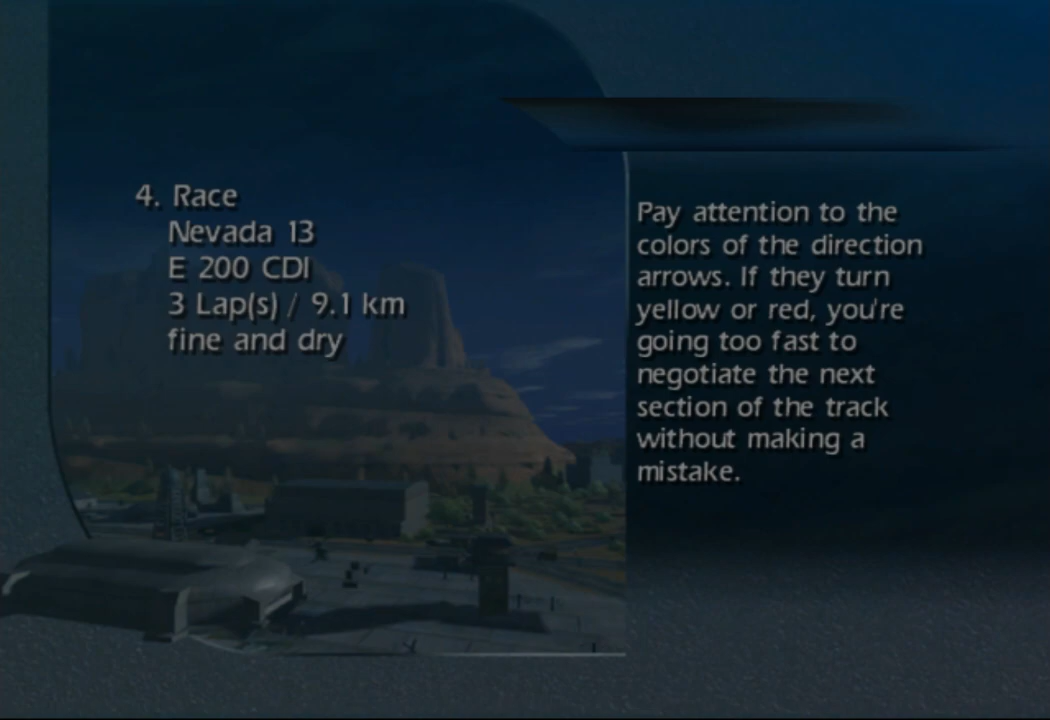 4. Race
Nevada 13
E 200 CDI
3 Lap(s) / 9.1 km
fine and dry
Pay attention to the
colors of the direction
arrows. If they turn
yellow or red, you're
going too fast to
negotiate the next
section of the track
without making a
mistake.